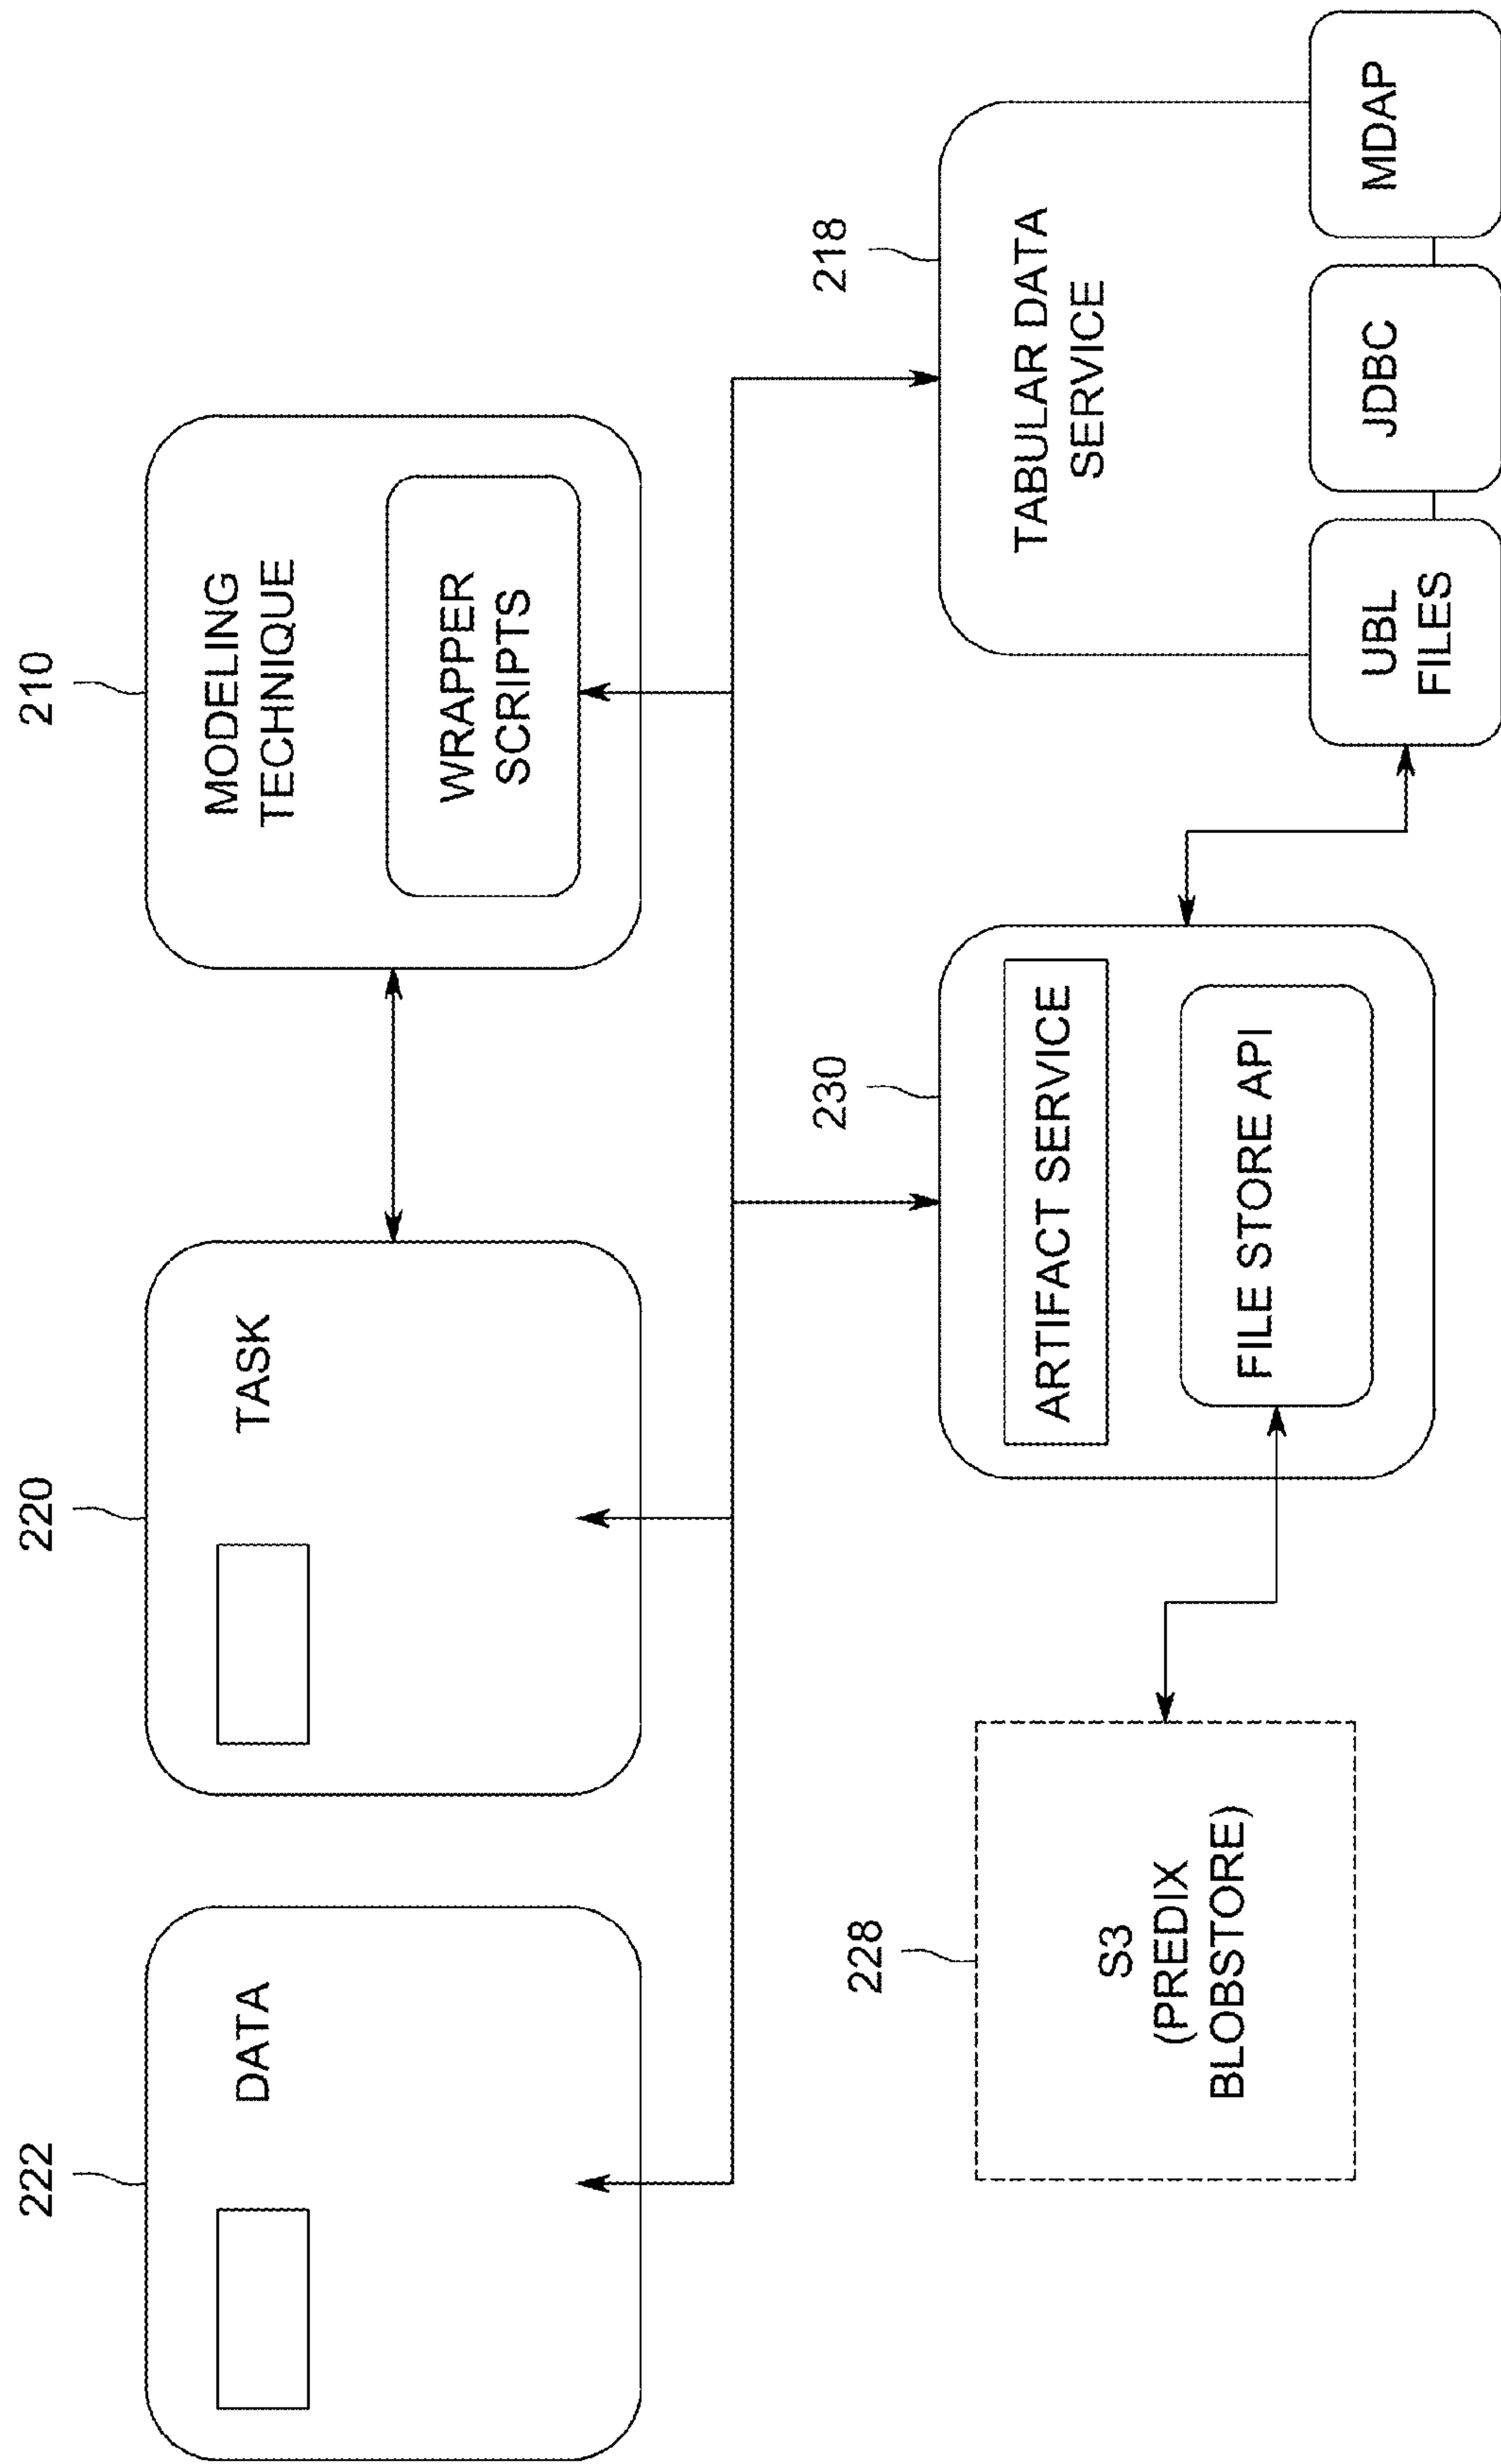 222
DATA
220
TASK
210
MODELING
TECHNIQUE
WRAPPER
SCRIPTS
228
S3
(PREDIX
BLOBSTORE)
230
ARTIFACT SERVICE
FILE STORE API
218
TABULAR DATA
SERVICE
UBL
FILES
JDBC
MDAP